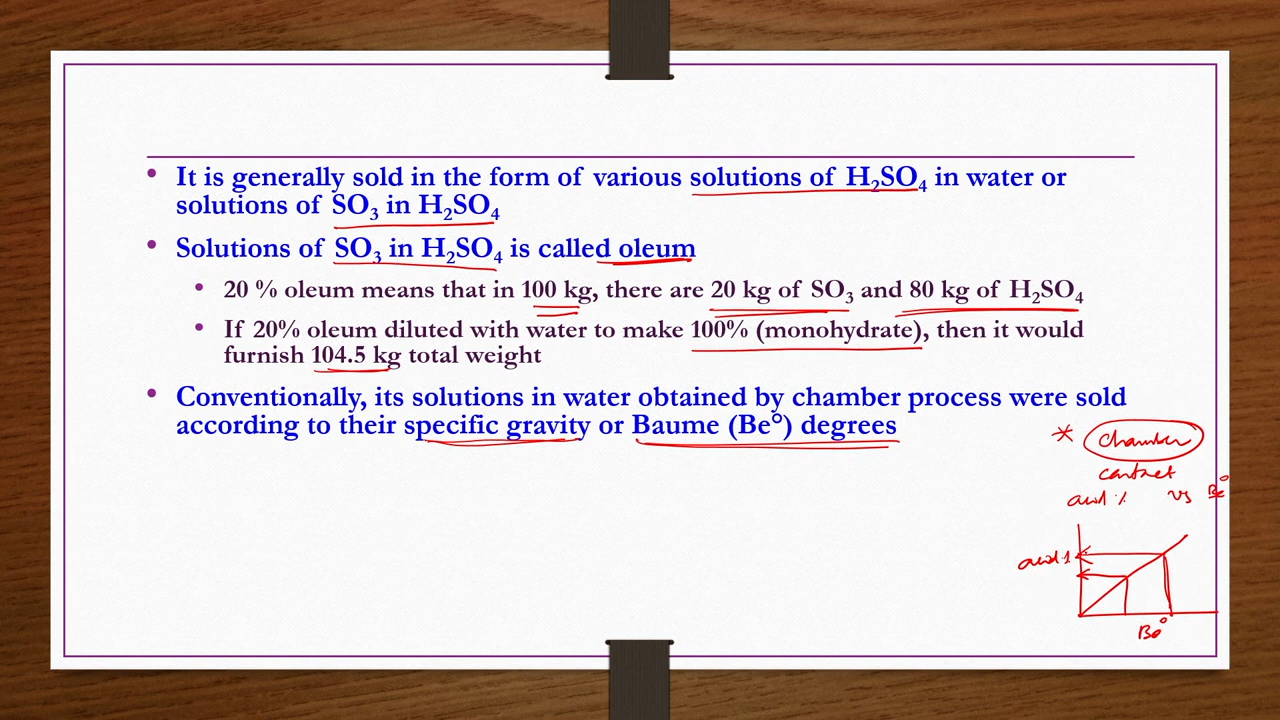 • It is generally sold in the form of various solutions of H₂SO₄ in water or
solutions of SO₃ in H₂SO₄
• Solutions of SO₃ in H₂SO₄ is called oleum
• 20 % oleum means that in 100 kg, there are 20 kg of SO₃ and 80 kg of H₂SO₄
• If 20% oleum diluted with water to make 100% (monohydrate), then it would
furnish 104.5 kg total weight
• Conventionally, its solutions in water obtained by chamber process were sold
according to their specific gravity or Baume (Be°) degrees
* Chamber
contact
acid % vs Be°
acid %
Be°